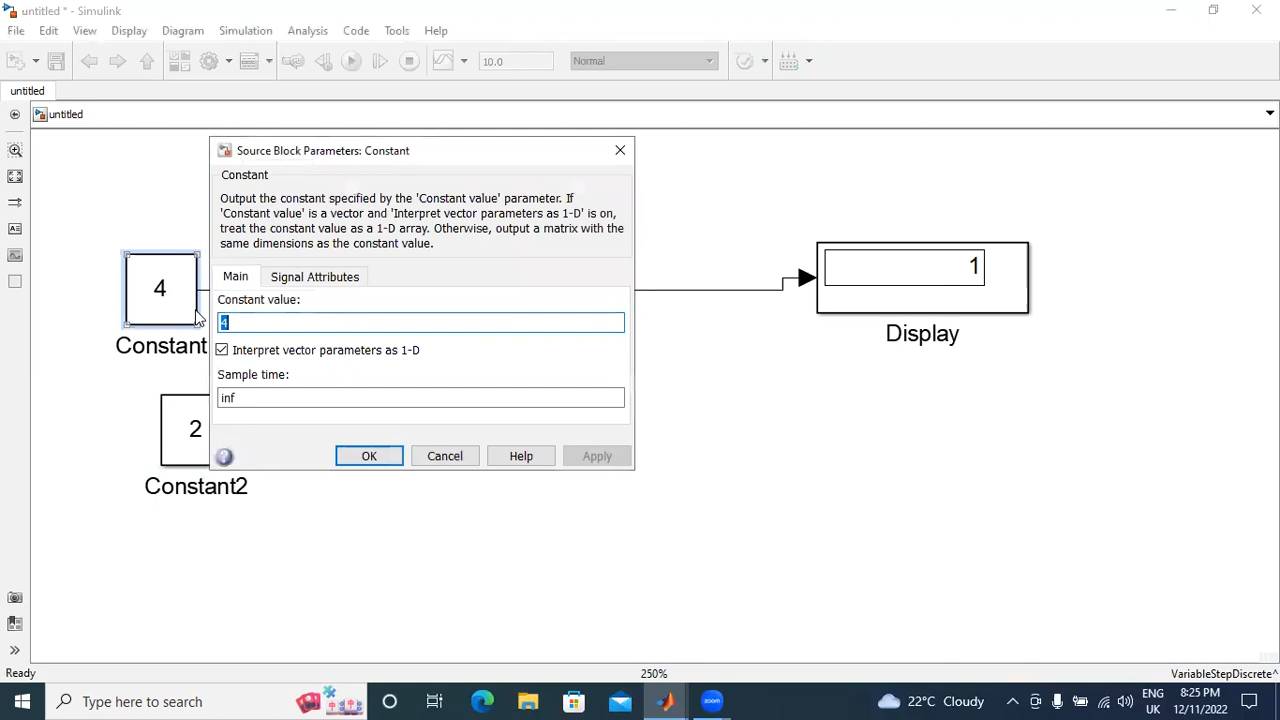 untitled * - Simulink
File Edit View Display Diagram Simulation Analysis Code Tools Help
10.0 Normal
untitled
untitled
Source Block Parameters: Constant
Constant
Output the constant specified by the 'Constant value' parameter. If
'Constant value' is a vector and 'Interpret vector parameters as 1-D' is on,
treat the constant value as a 1-D array. Otherwise, output a matrix with the
same dimensions as the constant value.
Main Signal Attributes
Constant value:
4
Interpret vector parameters as 1-D
Sample time:
inf
OK Cancel Help Apply
4
Constant
2
Constant2
1
Display
Ready 250% VariableStepDiscrete
Type here to search
zoom
22°C Cloudy
ENG
UK
8:25 PM
12/11/2022